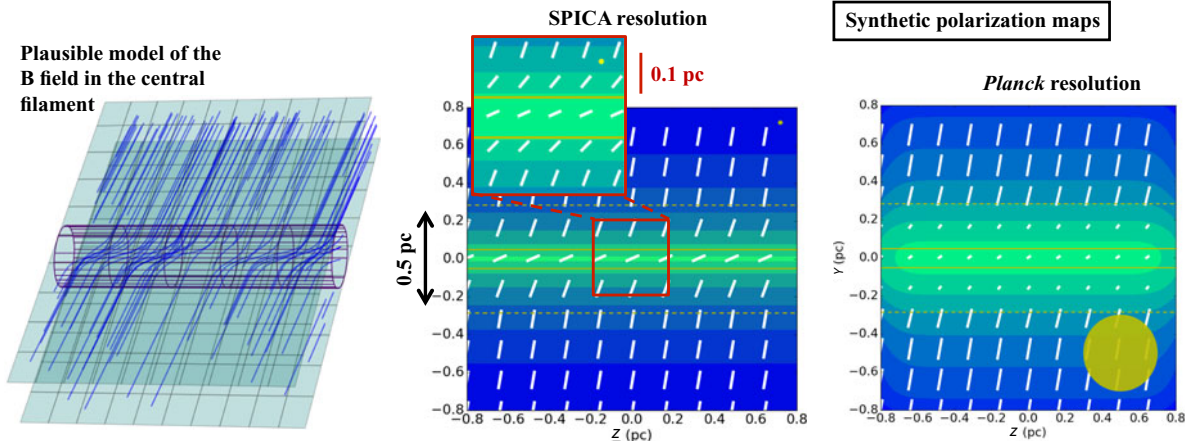 Plausible model of the
B field in the central
filament
SPICA resolution
0.1 pc
0.5 pc
0.8
0.6
0.4
0.2
0.0
−0.2
−0.4
−0.6
−0.8
−0.8 −0.6 −0.4 −0.2 0.0 0.2 0.4 0.6 0.8
Z (pc)
Synthetic polarization maps
Planck resolution
Y (pc)
0.8
0.6
0.4
0.2
0.0
−0.2
−0.4
−0.6
−0.8
−0.8 −0.6 −0.4 −0.2 0.0 0.2 0.4 0.6 0.8
Z (pc)